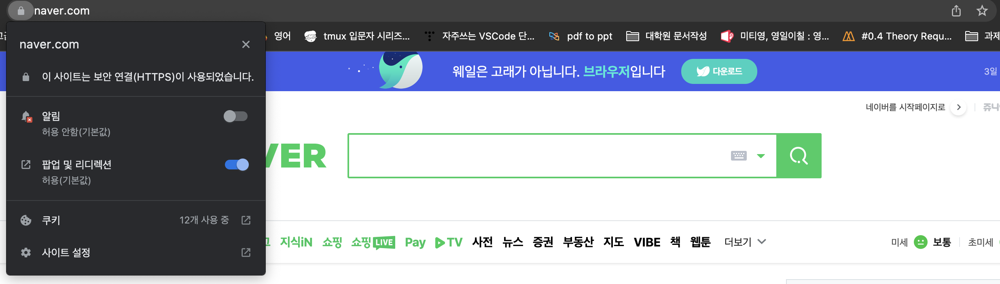 naver.com
영어
tmux 입문자 시리즈...
자주쓰는 VSCode 단...
pdf to ppt
대학원 문서작성
미티영, 영일이칠 : 영...
#0.4 Theory Requ...
과제
naver.com
이 사이트는 보안 연결(HTTPS)이 사용되었습니다.
알림
허용 안함(기본값)
팝업 및 리디렉션
허용(기본값)
쿠키
12개 사용 중
사이트 설정
웨일은 고래가 아닙니다. 브라우저입니다
다운로드
3일
네이버를 시작페이지로
쥬니
VER
지식iN
쇼핑
쇼핑LIVE
Pay
TV
사전
뉴스
증권
부동산
지도
VIBE
책
웹툰
더보기
미세
보통
초미세